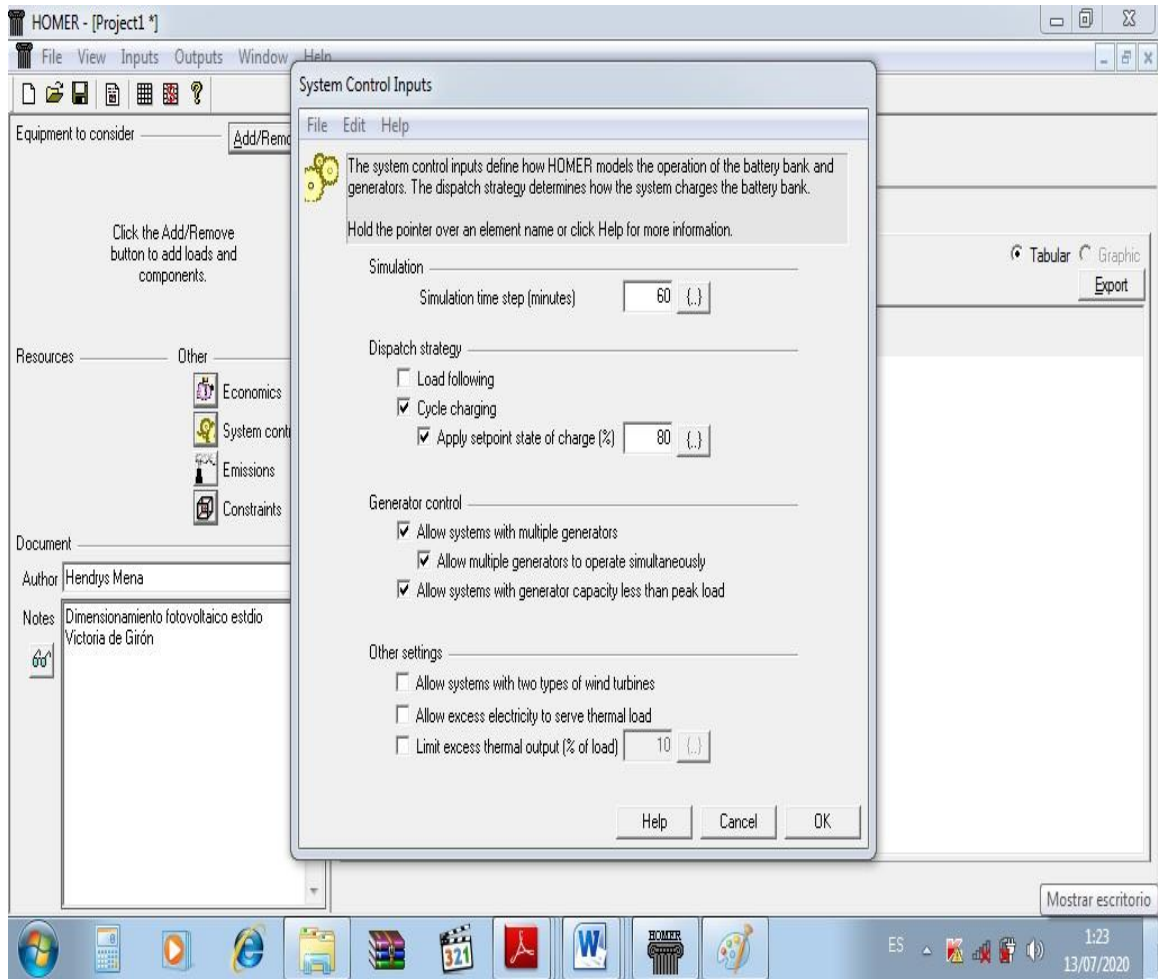 HOMER - [Project1 *]
File View Inputs Outputs Window Help
Equipment to consider
Click the Add/Remove
button to add loads and
components.
Resources
Other
Economics
Emissions
Constraints
Document
Author Hendrys Mena
Notes Dimensionamiento fotovoltaico estdio
Victoria de Girón
System Control Inputs
File Edit Help
The system control inputs define how HOMER models the operation of the battery bank and
generators. The dispatch strategy determines how the system charges the battery bank.
Hold the pointer over an element name or click Help for more information.
Simulation
Simulation time step (minutes) 60 {..}
Dispatch strategy
Load following
Cycle charging
Apply setpoint state of charge (%) 80 {..}
Generator control
Allow systems with multiple generators
Allow multiple generators to operate simultaneously
Allow systems with generator capacity less than peak load
Other settings
Allow systems with two types of wind turbines
Allow excess electricity to serve thermal load
Limit excess thermal output (% of load) 10 {..}
Help Cancel OK
Tabular Graphic
Export
Mostrar escritorio
321
W
HOMER
ES 1:23
13/07/2020